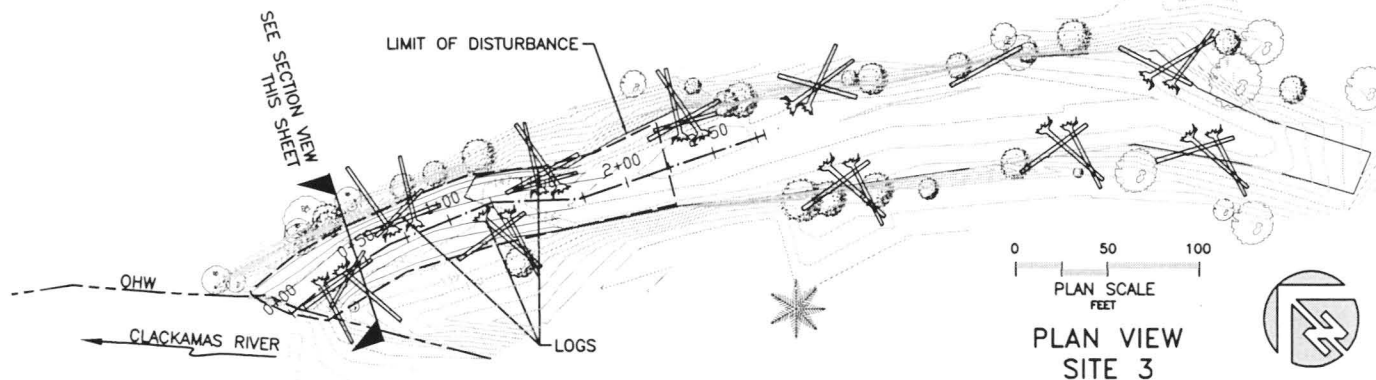 SEE SECTION VIEW
THIS SHEET
LIMIT OF DISTURBANCE
50
2+00
1+00
50
0+00
OHW
CLACKAMAS RIVER
LOGS
0 50 100
PLAN SCALE
FEET
PLAN VIEW
SITE 3